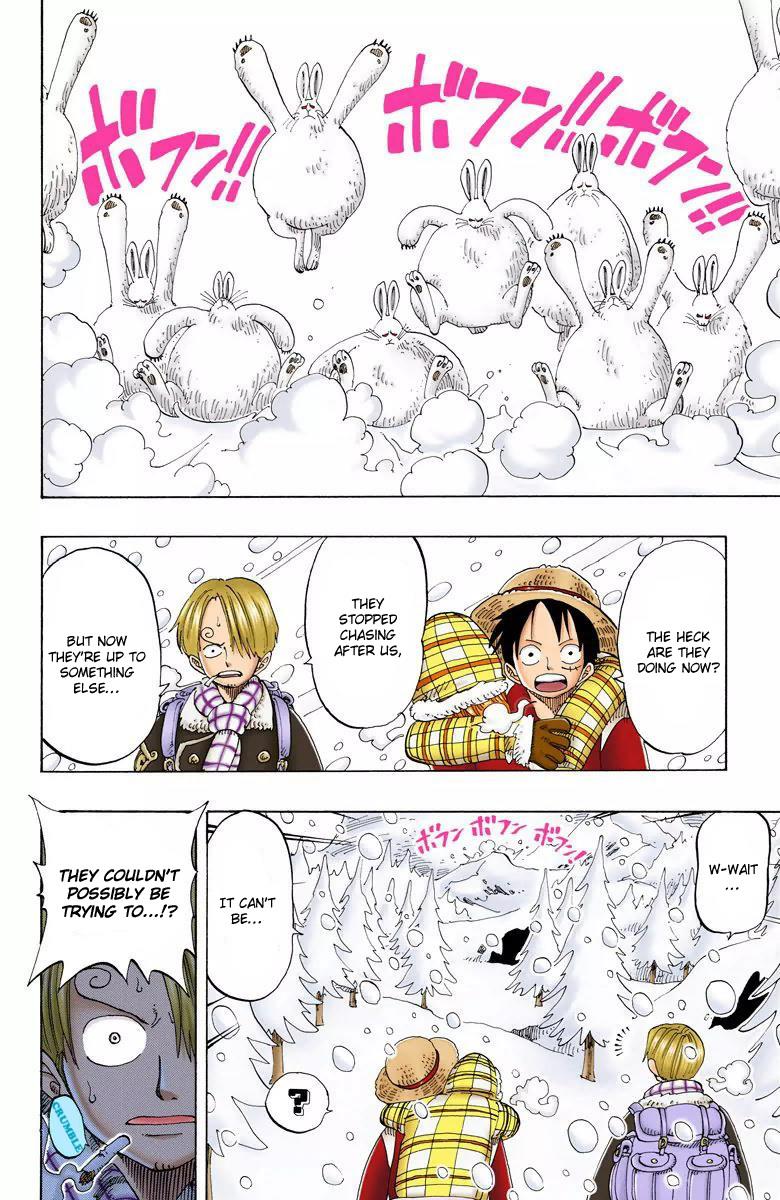 ボフン!!
ボフン!!
ボフン!!
THE HECK ARE THEY
DOING NOW?
THEY
STOPPED
CHASING
AFTER US,
BUT NOW
THEY'RE UP TO
SOMETHING
ELSE...
W-WAIT
...
ボフン ボフン ボフン!
IT CAN'T
BE...
?
THEY COULDN'T
POSSIBLY BE
TRYING TO...!?
CRUMBLE